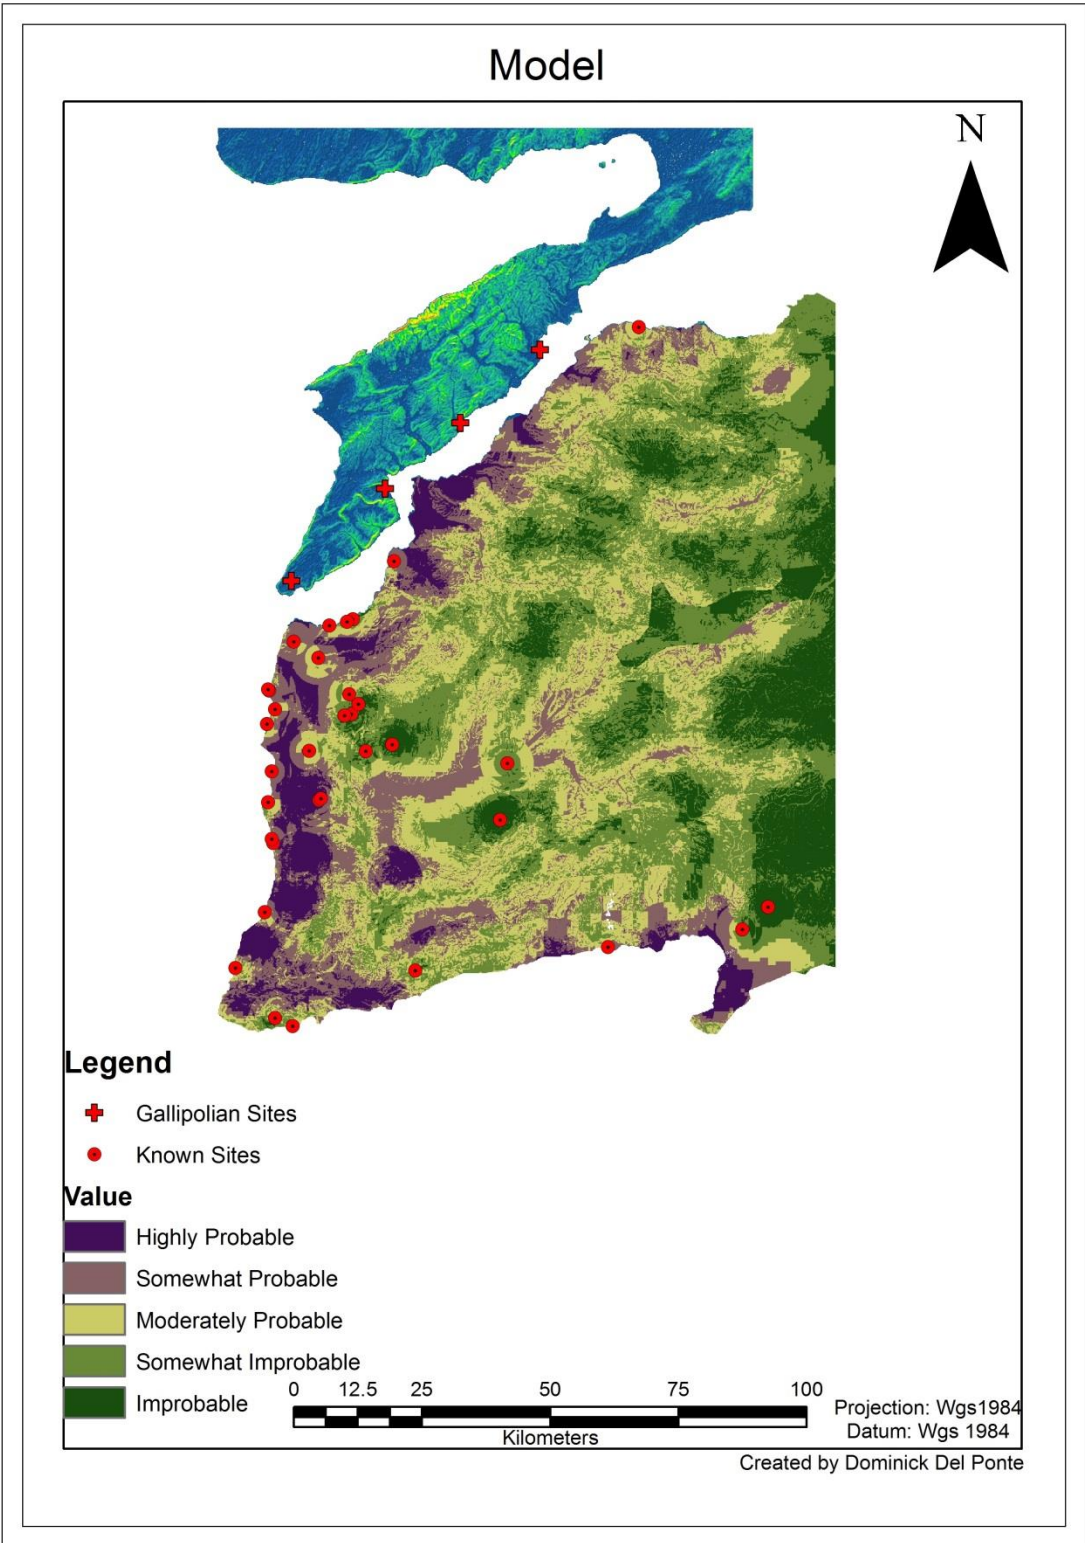 Model
N
Legend
Gallipolian Sites
Known Sites
Value
Highly Probable
Somewhat Probable
Moderately Probable
Somewhat Improbable
Improbable
0 12.5 25 50 75 100
Kilometers
Projection: Wgs1984
Datum: Wgs 1984
Created by Dominick Del Ponte